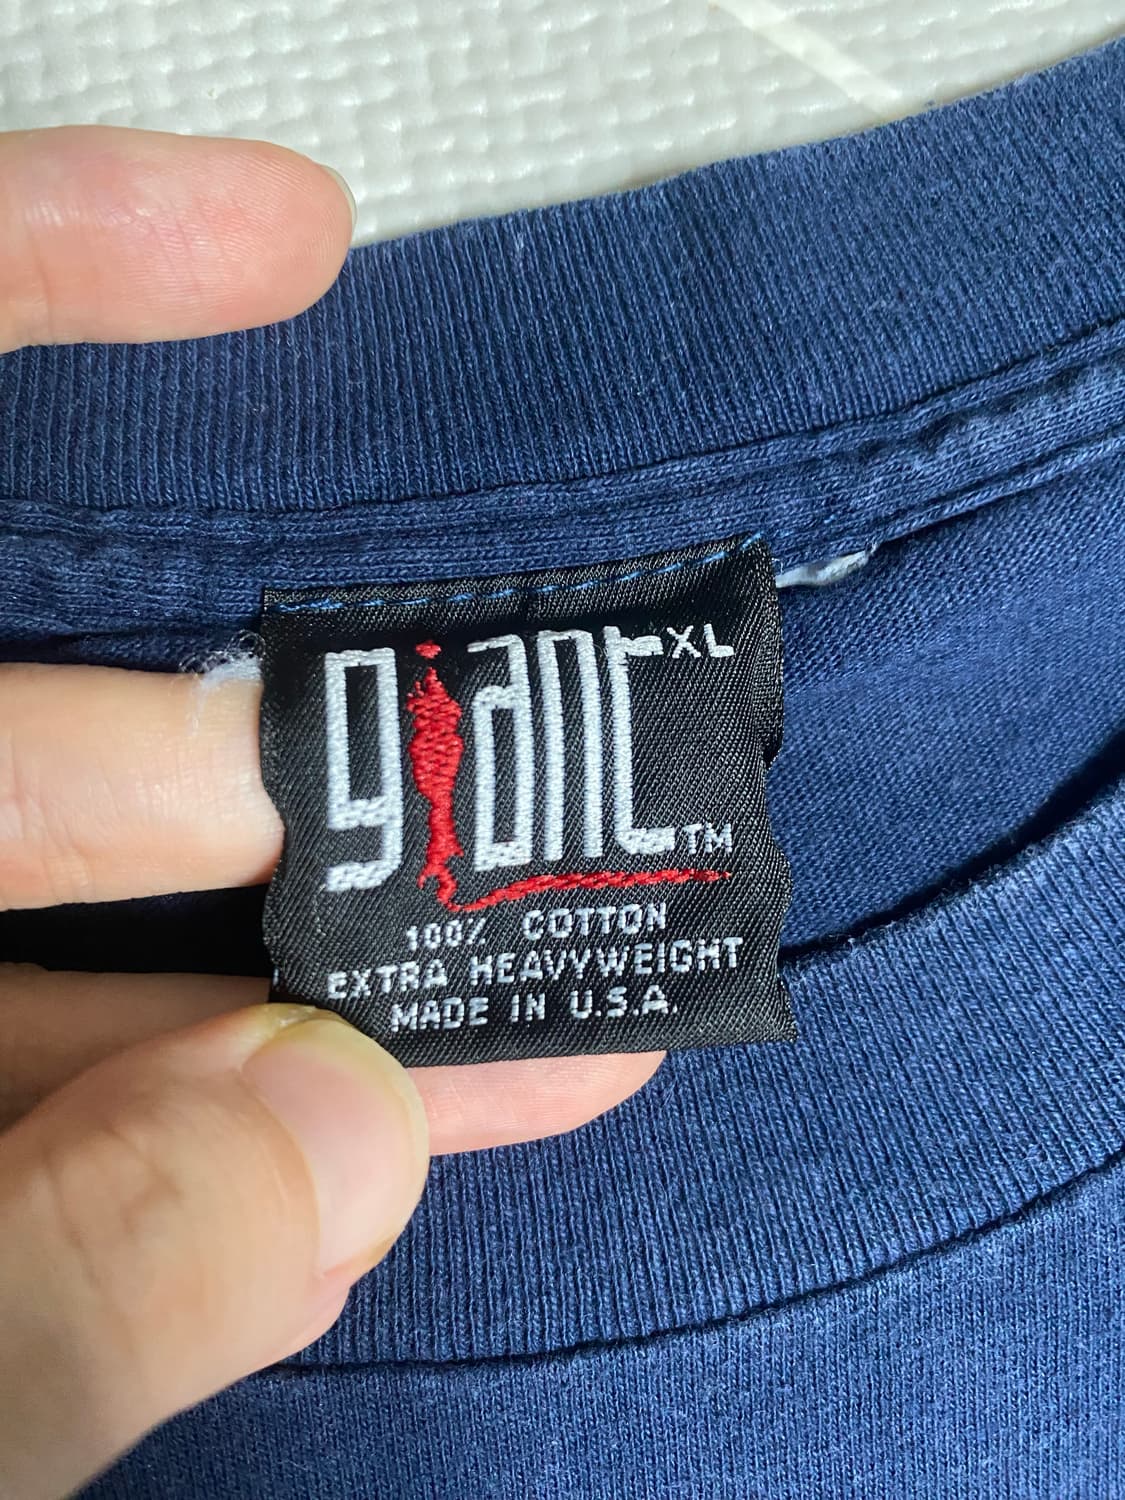 giant XL
TM
100% COTTON
EXTRA HEAVYWEIGHT
MADE IN U.S.A.